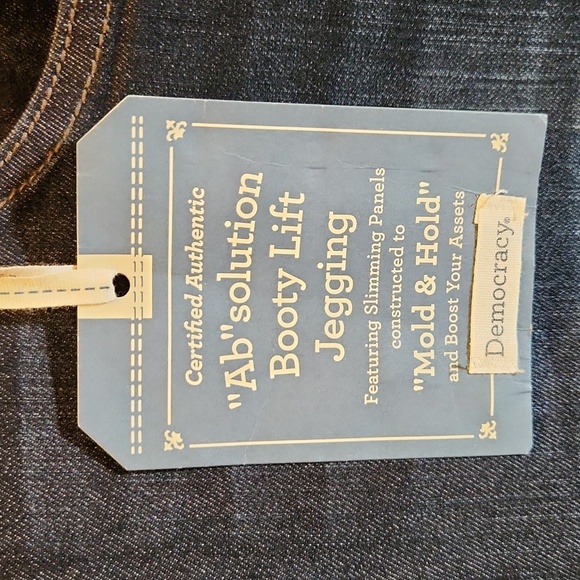 Certified Authentic
"Ab"solution
Booty Lift
Jegging
Featuring Slimming Panels
constructed to
"Mold & Hold"
and Boost Your Assets
Democracy®